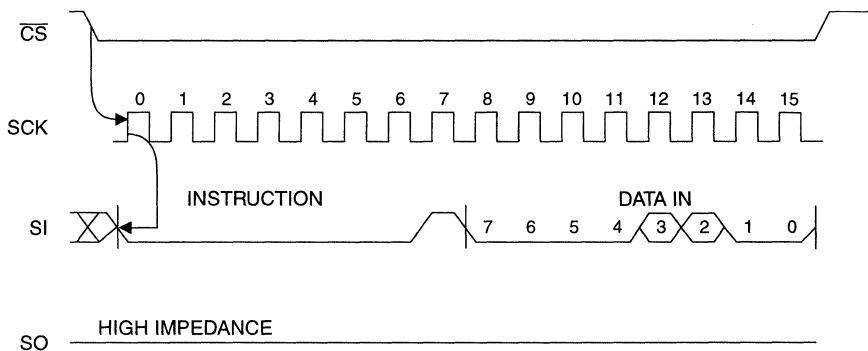 CS
0 1 2 3 4 5 6 7 8 9 10 11 12 13 14 15
SCK
INSTRUCTION DATA IN
SI 7 6 5 4 3 2 1 0
HIGH IMPEDANCE
SO